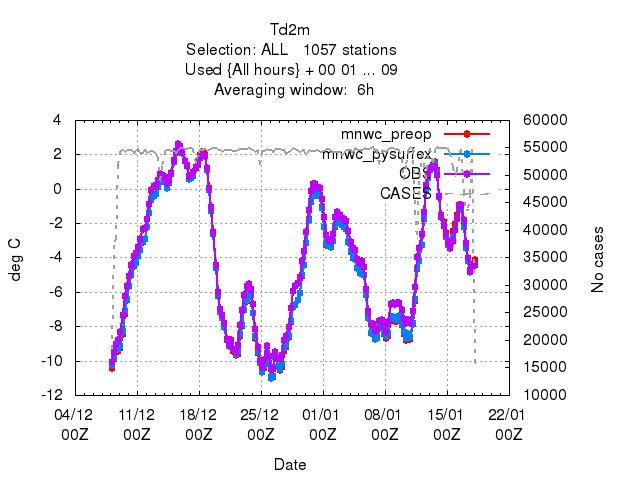 Td2m
Selection: ALL 1057 stations
Used {All hours} + 00 01 ... 09
Averaging window: 6h
4
2
0
-2
-4
-6
-8
-10
-12
deg C
60000
55000
50000
45000
40000
35000
30000
25000
20000
15000
10000
No cases
mnwc_preop
mnwc_pysurfex
OBS
CASES
04/12 11/12 18/12 25/12 01/01 08/01 15/01 22/01
00Z 00Z 00Z 00Z 00Z 00Z 00Z 00Z
Date